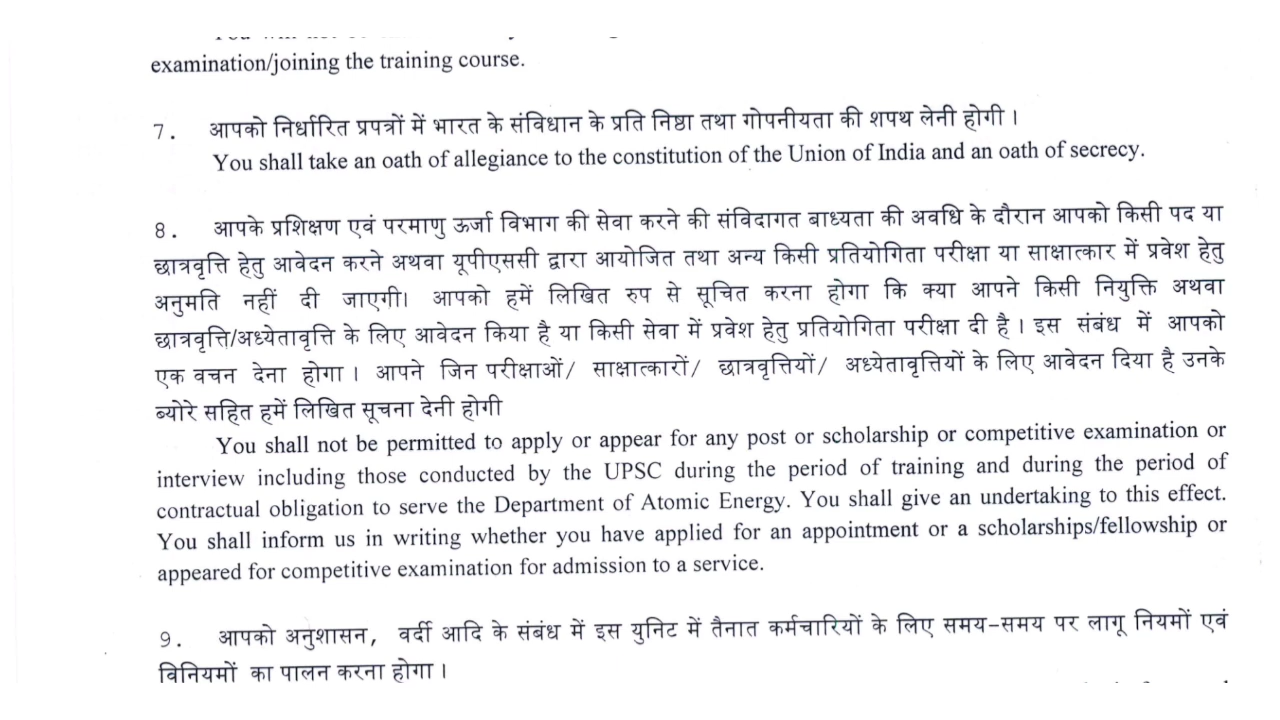 examination/joining the training course.
7. आपको निर्धारित प्रपत्रों में भारत के संविधान के प्रति निष्ठा तथा गोपनीयता की शपथ लेनी होगी ।
You shall take an oath of allegiance to the constitution of the Union of India and an oath of secrecy.
8. आपके प्रशिक्षण एवं परमाणु ऊर्जा विभाग की सेवा करने की संविदागत बाध्यता की अवधि के दौरान आपको किसी पद या
छात्रवृत्ति हेतु आवेदन करने अथवा यूपीएससी द्वारा आयोजित तथा अन्य किसी प्रतियोगिता परीक्षा या साक्षात्कार में प्रवेश हेतु
अनुमति नहीं दी जाएगी। आपको हमें लिखित रुप से सूचित करना होगा कि क्या आपने किसी नियुक्ति अथवा
छात्रवृत्ति/अध्येतावृत्ति के लिए आवेदन किया है या किसी सेवा में प्रवेश हेतु प्रतियोगिता परीक्षा दी है । इस संबंध में आपको
एक वचन देना होगा । आपने जिन परीक्षाओं/ साक्षात्कारों/ छात्रवृत्तियों/ अध्येतावृत्तियों के लिए आवेदन दिया है उनके
ब्योरे सहित हमें लिखित सूचना देनी होगी
You shall not be permitted to apply or appear for any post or scholarship or competitive examination or
interview including those conducted by the UPSC during the period of training and during the period of
contractual obligation to serve the Department of Atomic Energy. You shall give an undertaking to this effect.
You shall inform us in writing whether you have applied for an appointment or a scholarships/fellowship or
appeared for competitive examination for admission to a service.
9. आपको अनुशासन, वर्दी आदि के संबंध में इस युनिट में तैनात कर्मचारियों के लिए समय-समय पर लागू नियमों एवं
विनियमों का पालन करना होगा ।